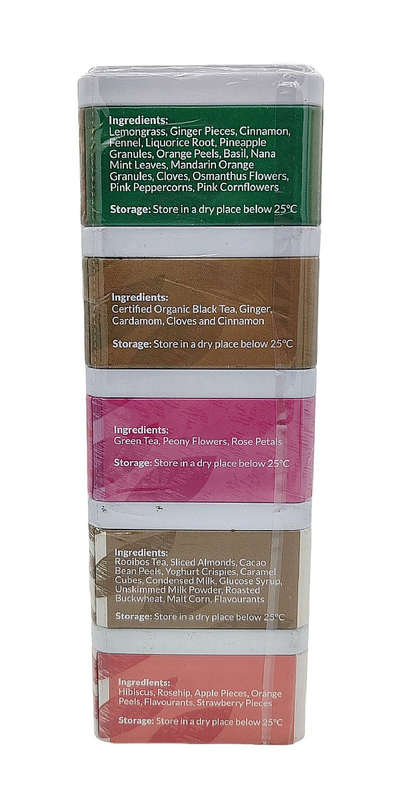 Ingredients:
Lemongrass, Ginger Pieces, Cinnamon,
Fennel, Liquorice Root, Pineapple
Granules, Orange Peels, Basil, Nana
Mint Leaves, Mandarin Orange
Granules, Cloves, Osmanthus Flowers,
Pink Peppercorns, Pink Cornflowers
Storage: Store in a dry place below 25°C
Ingredients:
Certified Organic Black Tea, Ginger,
Cardamom, Cloves and Cinnamon
Storage: Store in a dry place below 25°C
Ingredients:
Green Tea, Peony Flowers, Rose Petals
Storage: Store in a dry place below 25°C
Ingredients:
Rooibos Tea, Sliced Almonds, Cacao
Bean Peels, Yoghurt Crispies, Caramel
Cubes, Condensed Milk, Glucose Syrup,
Unskimmed Milk Powder, Roasted
Buckwheat, Malt Corn, Flavourants
Storage: Store in a dry place below 25°C
Ingredients:
Hibiscus, Rosehip, Apple Pieces, Orange
Peels, Flavourants, Strawberry Pieces
Storage: Store in a dry place below 25°C